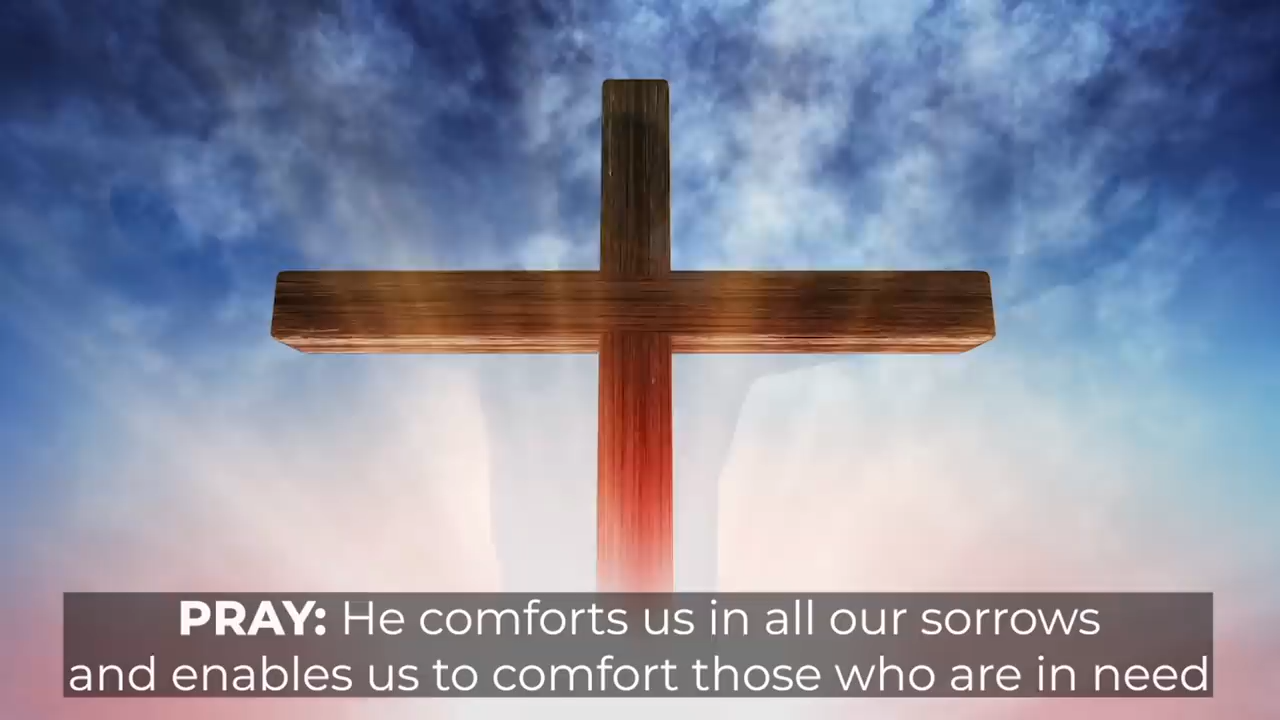 PRAY: He comforts us in all our sorrows
and enables us to comfort those who are in need